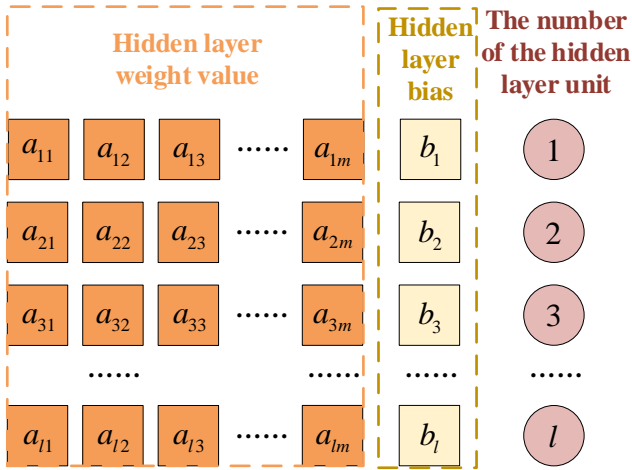 Hidden layer
weight value
Hidden
layer
bias
The number
of the hidden
layer unit
a₁₁ a₁₂ a₁₃ ...... a₁ₘ b₁ 1
a₂₁ a₂₂ a₂₃ ...... a₂ₘ b₂ 2
a₃₁ a₃₂ a₃₃ ...... a₃ₘ b₃ 3
...... ...... ...... ......
aₗ₁ aₗ₂ aₗ₃ ...... aₗₘ bₗ l